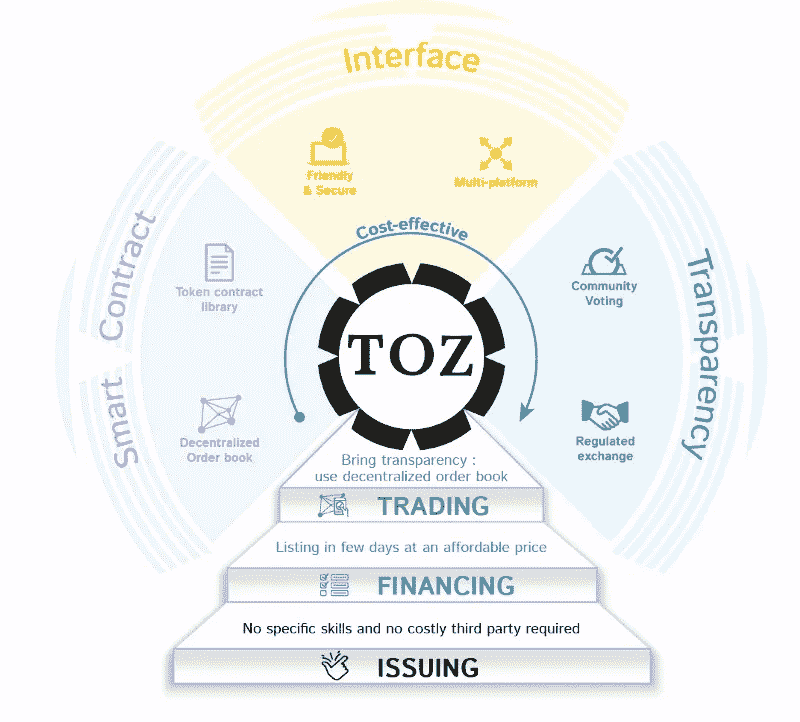 Interface
Friendly
& Secure
Multi-platform
Cost-effective
Smart Contract
Token contract
library
Decentralized
Order book
Transparency
Community
Voting
Regulated
exchange
TOZ
Bring transparency :
use decentralized order book
TRADING
Listing in few days at an affordable price
FINANCING
No specific skills and no costly third party required
ISSUING